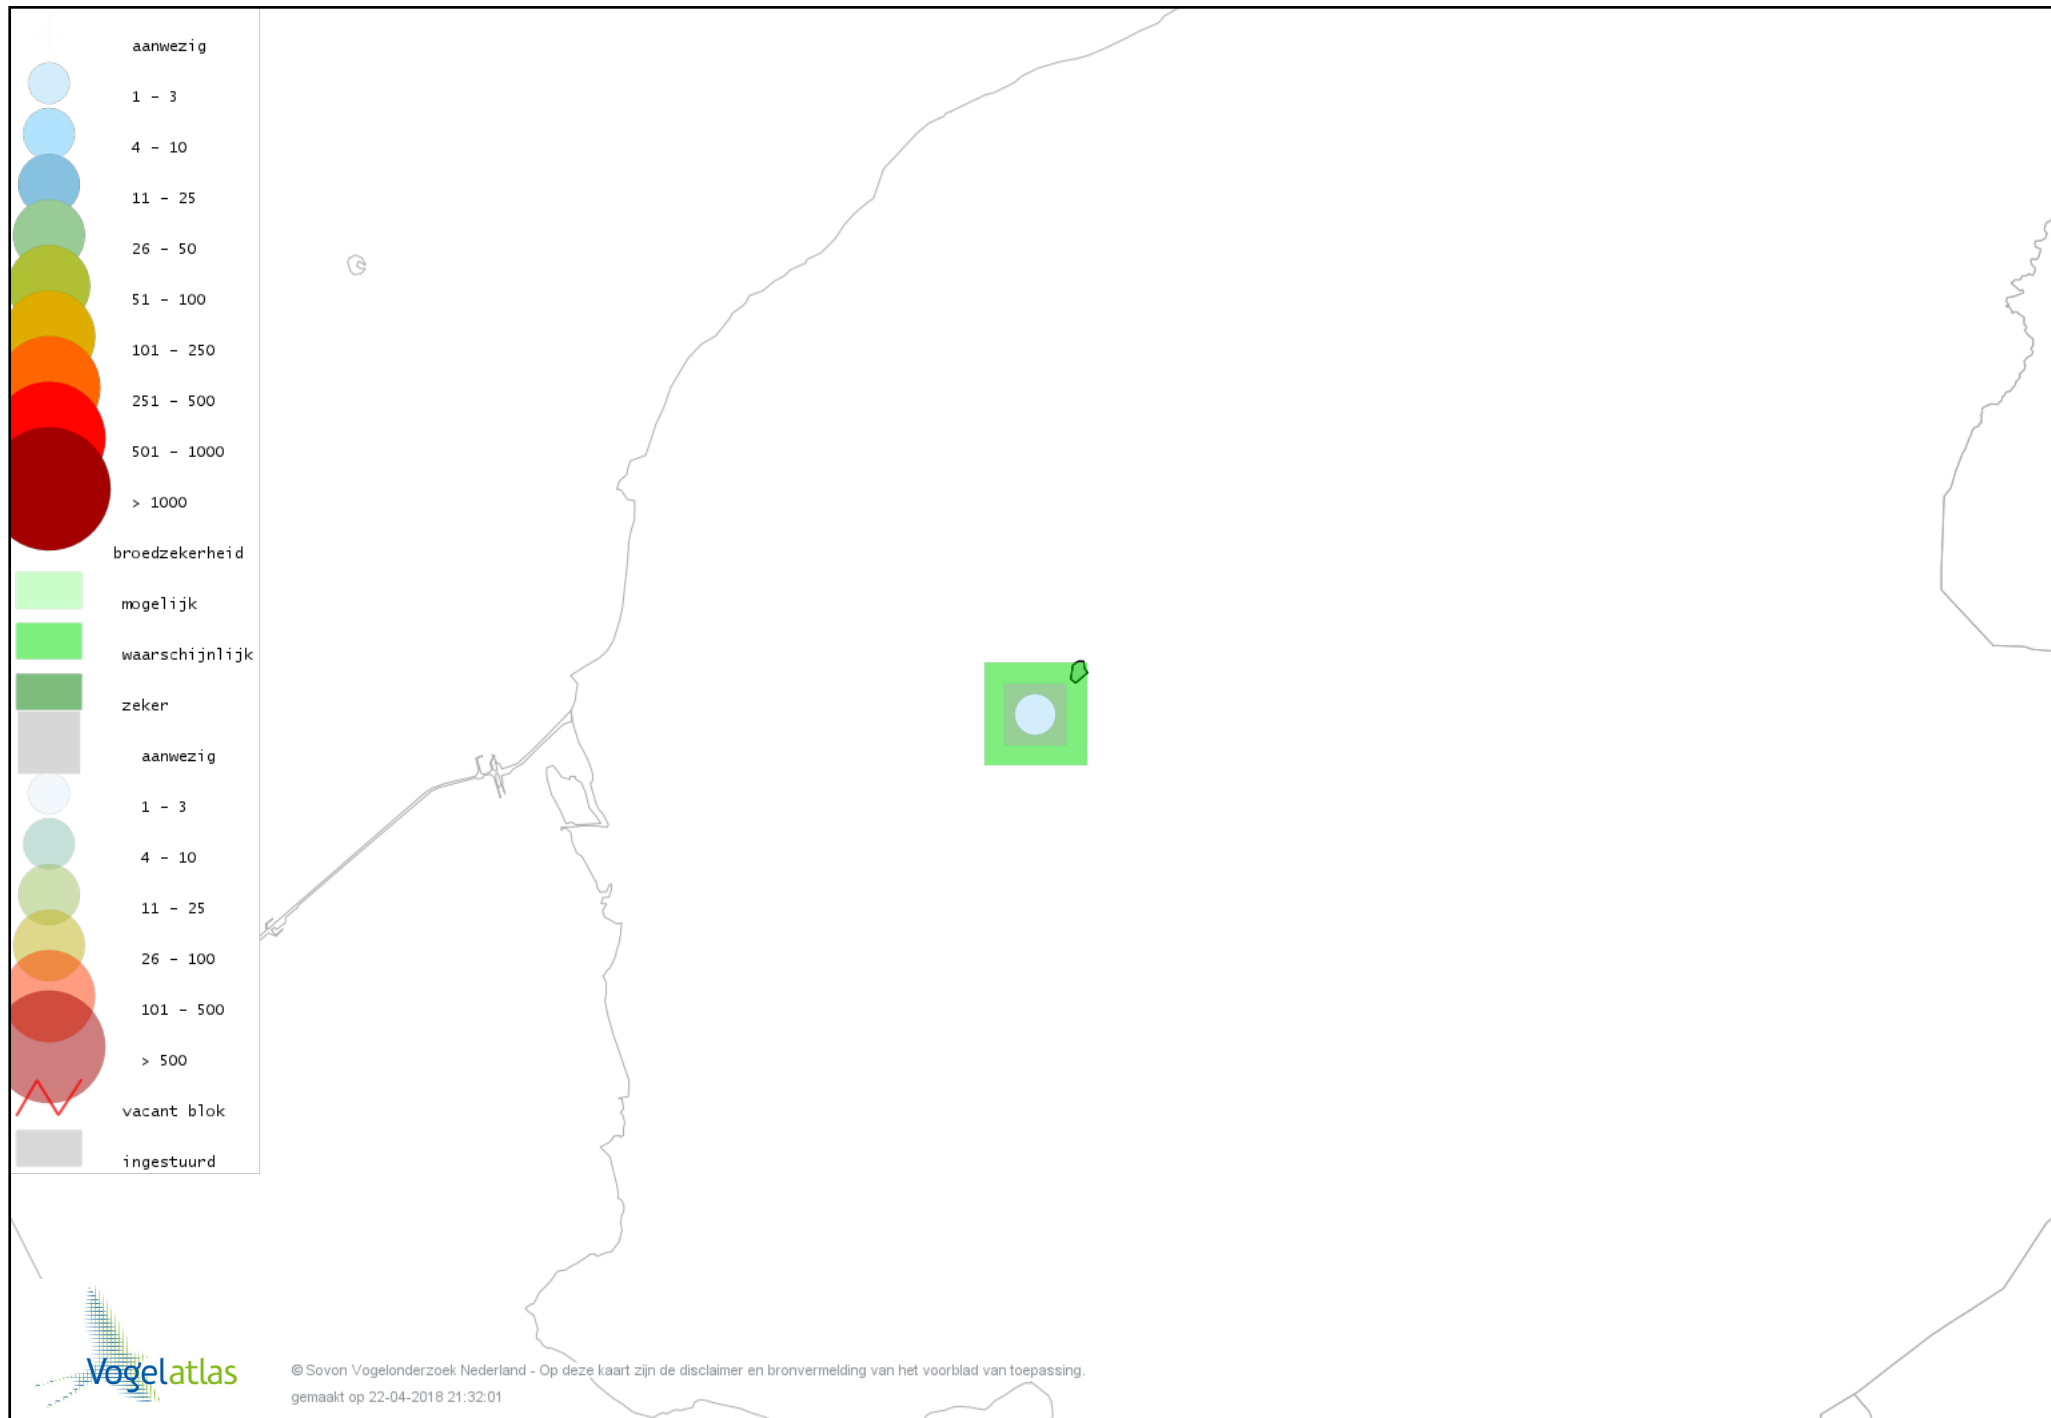 aanwezig
1 - 3
4 - 10
11 - 25
26 - 50
51 - 100
101 - 250
251 - 500
501 - 1000
> 1000
broedzekerheid
mogelijk
waarschijnlijk
zeker
aanwezig
1 - 3
4 - 10
11 - 25
26 - 100
101 - 500
> 500
vacant blok
ingestuurd
Vogelatlas
© Sovon Vogelonderzoek Nederland - Op deze kaart zijn de disclaimer en bronvermelding van het voorblad van toepassing.
gemaakt op 22-04-2018 21:32:01